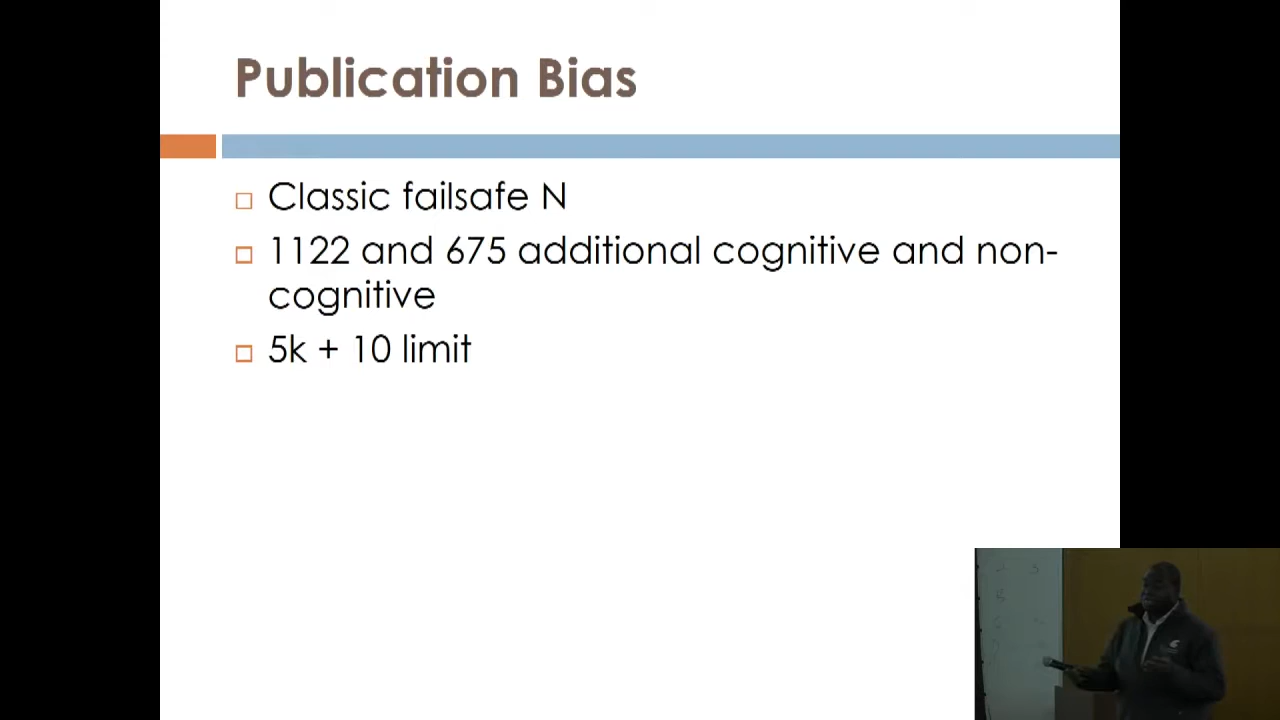 Publication Bias
Classic failsafe N
1122 and 675 additional cognitive and non-
cognitive
5k + 10 limit